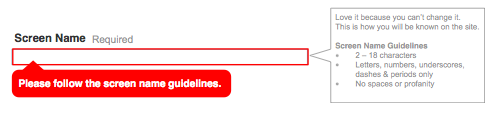 Screen Name Required
Please follow the screen name guidelines.
Love it because you can't change it.
This is how you will be known on the site.
Screen Name Guidelines
• 2 – 18 characters
• Letters, numbers, underscores,
dashes & periods only
• No spaces or profanity